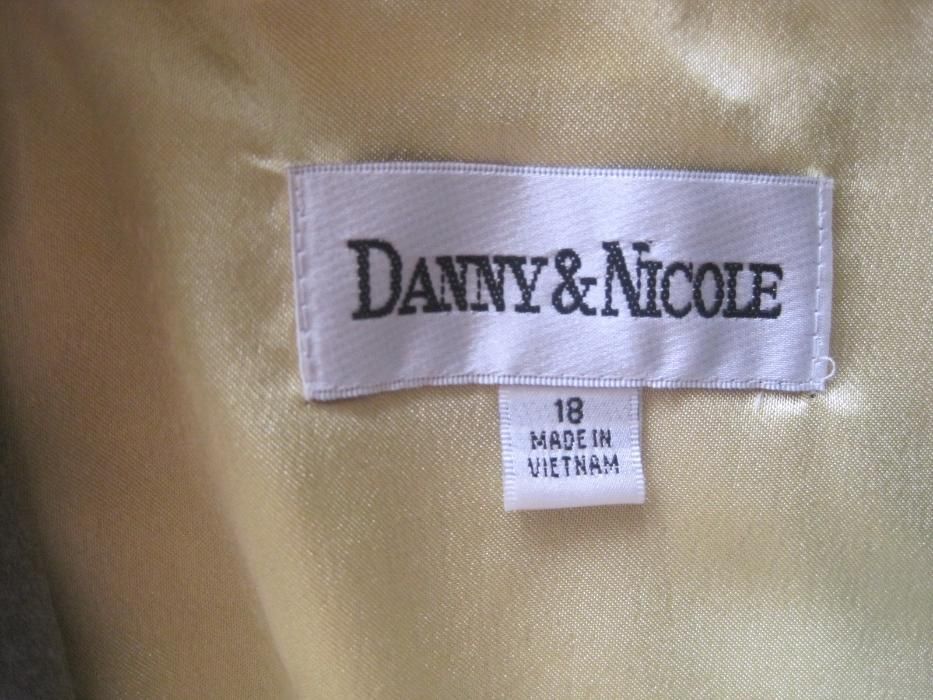 DANNY & NICOLE
18
MADE IN
VIETNAM